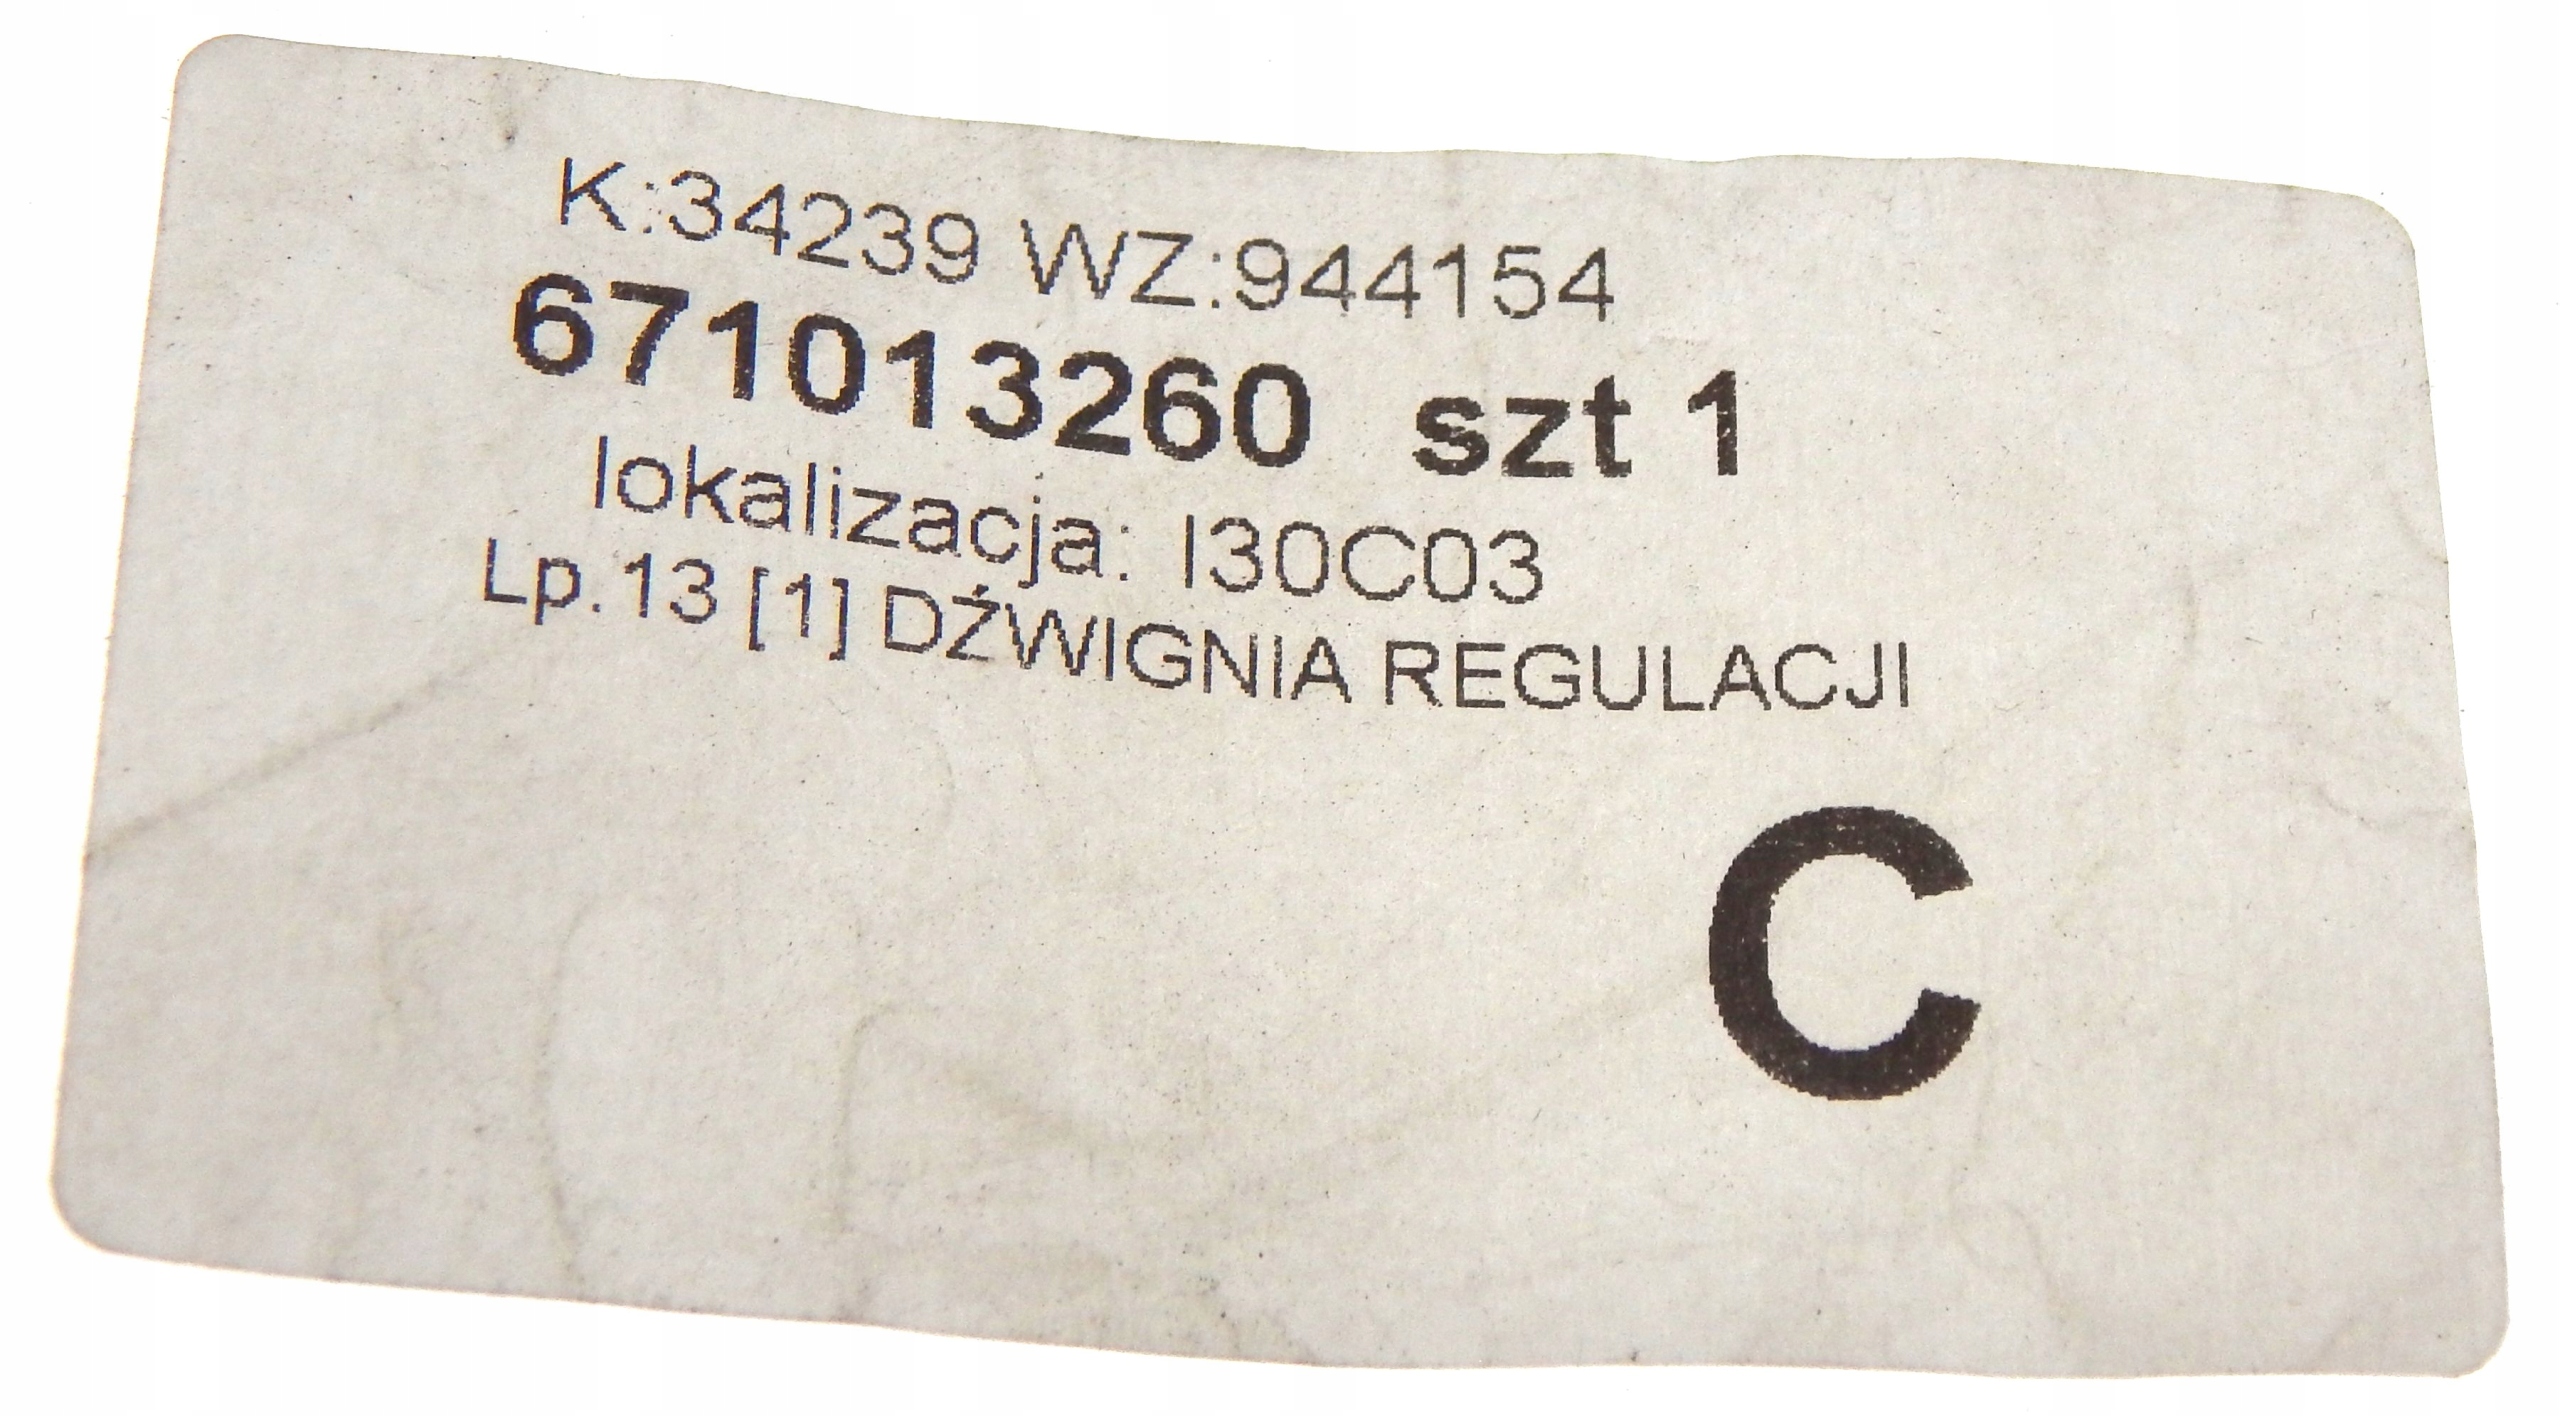 K:34239 WZ:944154
671013260 szt 1
lokalizacja: I30C03
Lp.13 [1] DŹWIGNIA REGULACJI
C